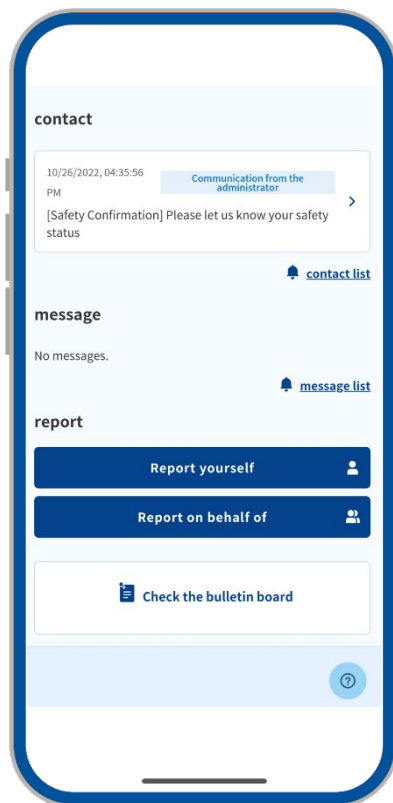 contact
10/26/2022, 04:35:56
PM
Communication from the
administrator
[Safety Confirmation] Please let us know your safety
status
contact list
message
No messages.
message list
report
Report yourself
Report on behalf of
Check the bulletin board
?